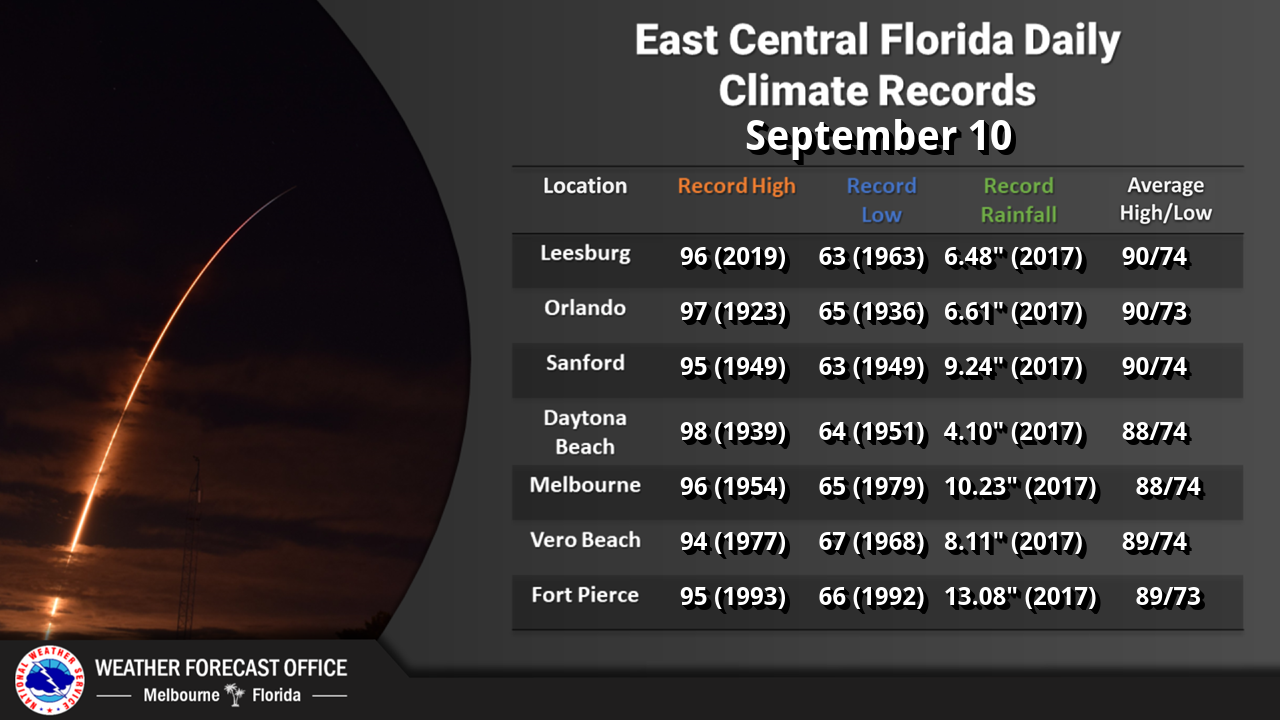 East Central Florida Daily
Climate Records
September 10
Location Record High Record Low Record Rainfall Average High/Low
Leesburg 96 (2019) 63 (1963) 6.48" (2017) 90/74
Orlando 97 (1923) 65 (1936) 6.61" (2017) 90/73
Sanford 95 (1949) 63 (1949) 9.24" (2017) 90/74
Daytona Beach 98 (1939) 64 (1951) 4.10" (2017) 88/74
Melbourne 96 (1954) 65 (1979) 10.23" (2017) 88/74
Vero Beach 94 (1977) 67 (1968) 8.11" (2017) 89/74
Fort Pierce 95 (1993) 66 (1992) 13.08" (2017) 89/73
NATIONAL WEATHER SERVICE
WEATHER FORECAST OFFICE
Melbourne Florida